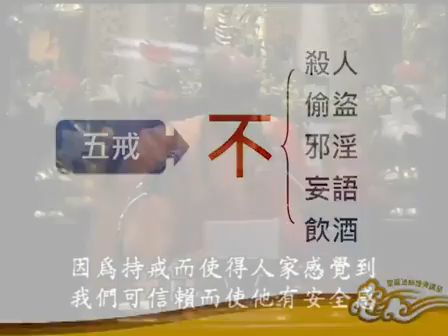 五戒
不
殺人
偷盜
邪淫
妄語
飲酒
因爲持戒而使得人家感覺到
我們可信賴而使他有安全感